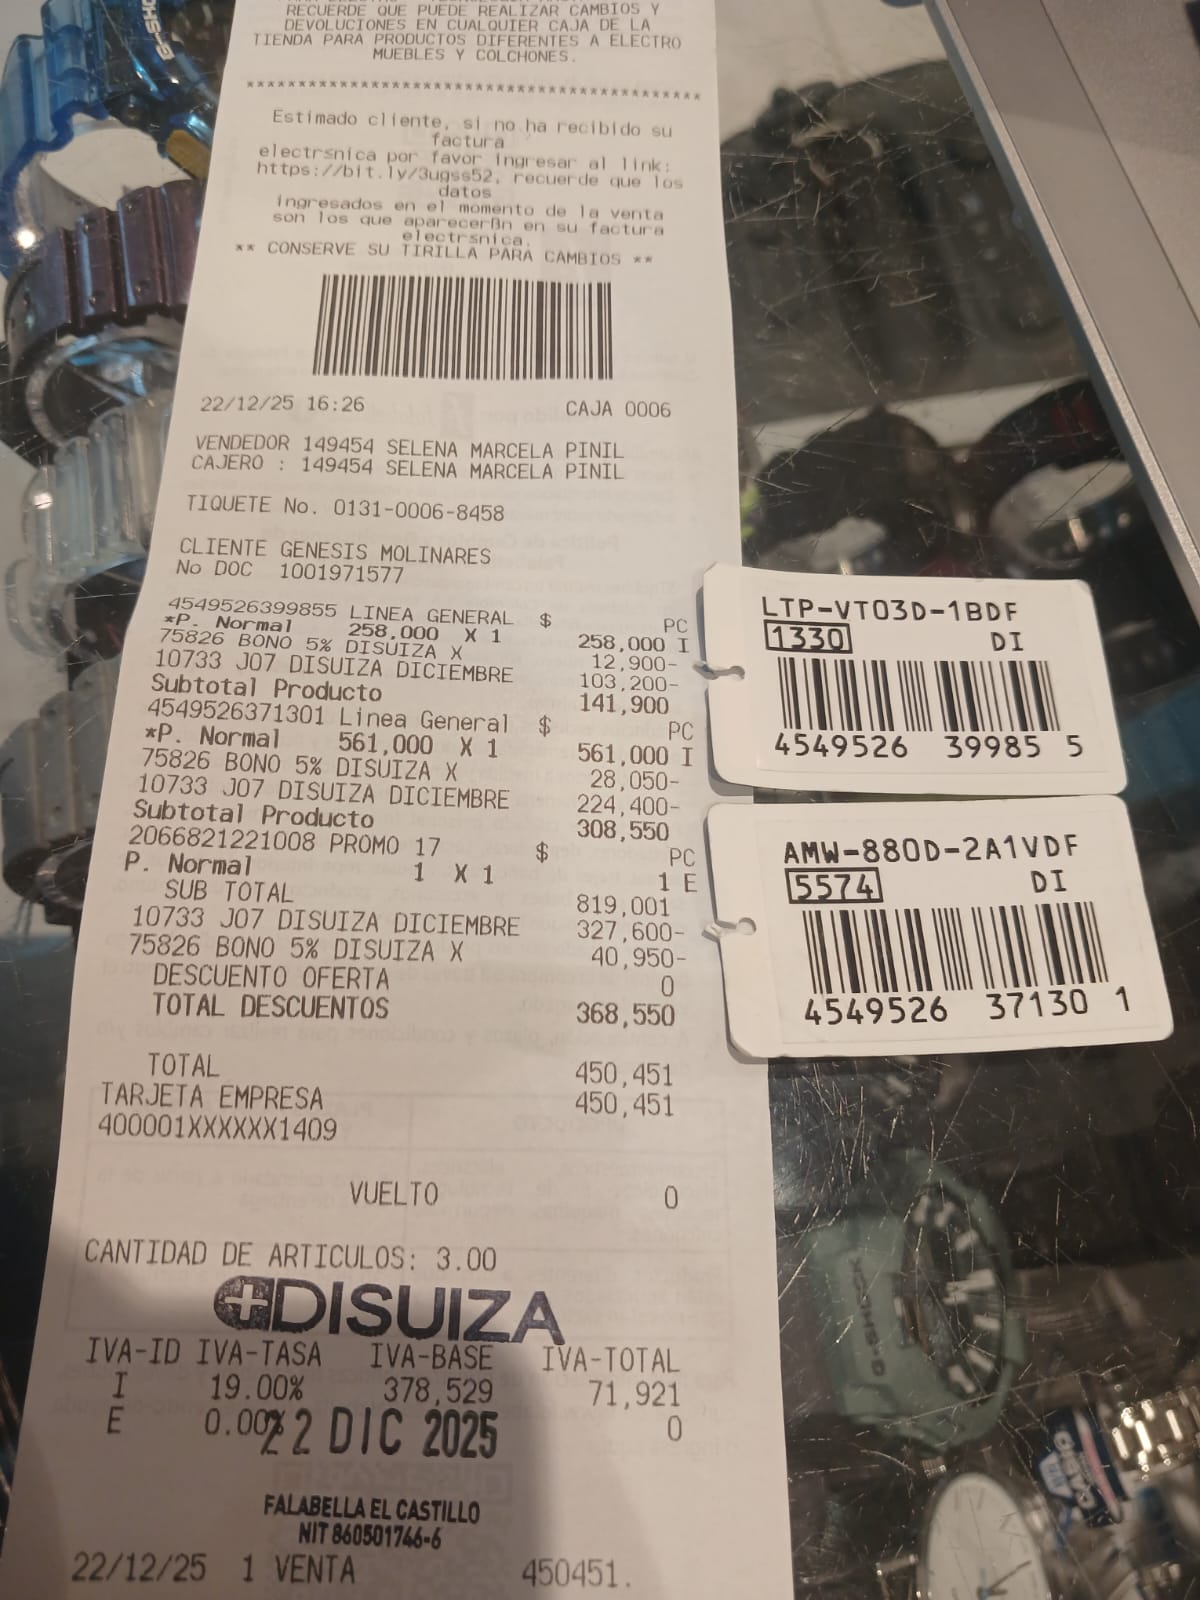 RECUERDE QUE PUEDE REALIZAR CAMBIOS Y
DEVOLUCIONES EN CUALQUIER CAJA DE LA
TIENDA PARA PRODUCTOS DIFERENTES A ELECTRO
MUEBLES Y COLCHONES.
******************************************
Estimado cliente, si no ha recibido su
factura
electrsnica por favor ingresar al link:
https://bit.ly/3ugss52, recuerde que los
datos
ingresados en el momento de la venta
son los que aparecerßn en su factura
electrsnica.
** CONSERVE SU TIRILLA PARA CAMBIOS **
22/12/25 16:26 CAJA 0006
VENDEDOR 149454 SELENA MARCELA PINIL
CAJERO : 149454 SELENA MARCELA PINIL
TIQUETE No. 0131-0006-8458
CLIENTE GENESIS MOLINARES
No DOC 1001971577
4549526399855 LINEA GENERAL $ PC
*P. Normal 258,000 X 1 258,000 I
75826 BONO 5% DISUIZA X 12,900-
10733 J07 DISUIZA DICIEMBRE 103,200-
Subtotal Producto 141,900
4549526371301 Linea General $ PC
*P. Normal 561,000 X 1 561,000 I
75826 BONO 5% DISUIZA X 28,050-
10733 J07 DISUIZA DICIEMBRE 224,400-
Subtotal Producto 308,550
2066821221008 PROMO 17 $ PC
P. Normal 1 X 1 1 E
SUB TOTAL 819,001
10733 J07 DISUIZA DICIEMBRE 327,600-
75826 BONO 5% DISUIZA X 40,950-
DESCUENTO OFERTA 0
TOTAL DESCUENTOS 368,550
TOTAL 450,451
TARJETA EMPRESA 450,451
400001XXXXXX1409
VUELTO 0
CANTIDAD DE ARTICULOS: 3.00
DISUIZA
IVA-ID IVA-TASA IVA-BASE IVA-TOTAL
I 19.00% 378,529 71,921
E 0.00% 0
22 DIC 2025
FALABELLA EL CASTILLO
NIT 860501746-6
22/12/25 1 VENTA 450451.
LTP-VT03D-1BDF
1330 DI
4549526 39985 5
AMW-880D-2A1VDF
5574 DI
4549526 37130 1
G-SHOCK
CASIO